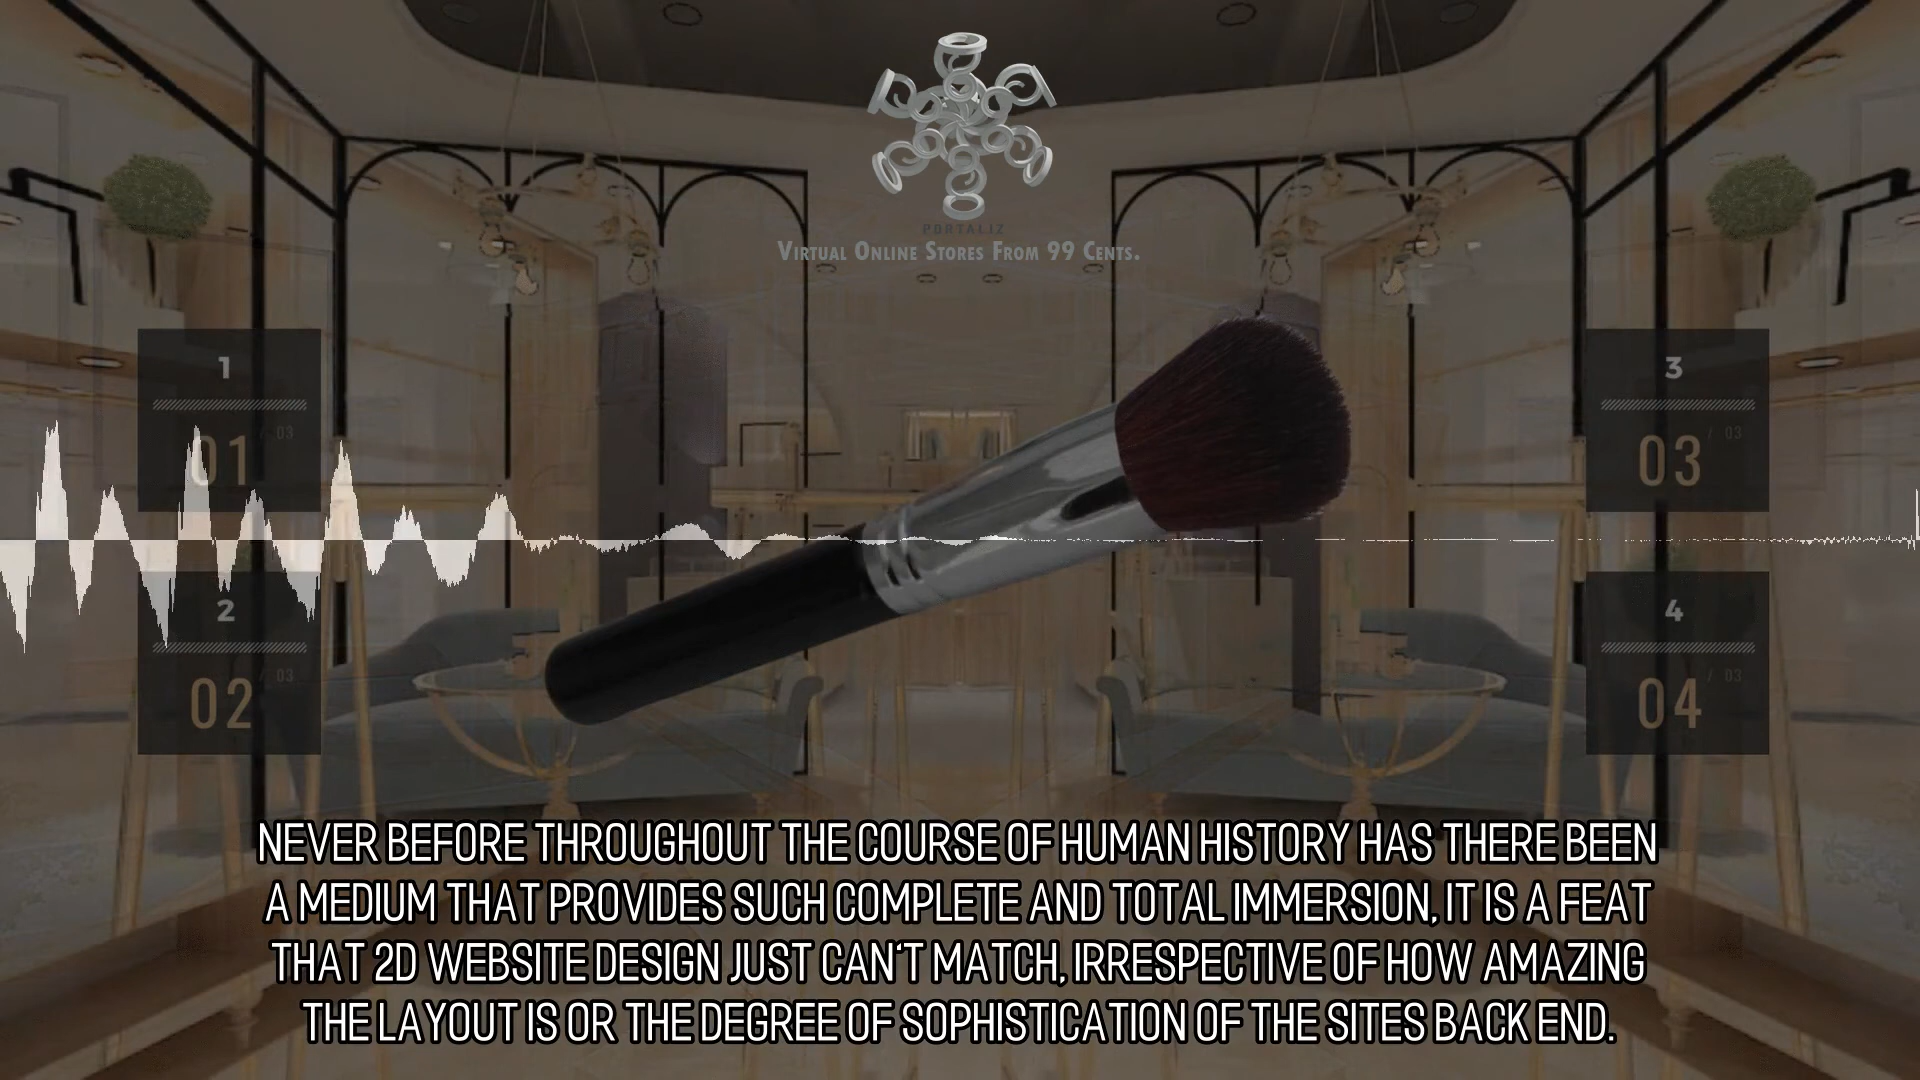 PORTALIZ
Virtual Online Stores From 99 Cents.
1
01 / 03
2
02 / 03
3
03 / 03
4
04 / 03
NEVER BEFORE THROUGHOUT THE COURSE OF HUMAN HISTORY HAS THERE BEEN
A MEDIUM THAT PROVIDES SUCH COMPLETE AND TOTAL IMMERSION, IT IS A FEAT
THAT 2D WEBSITE DESIGN JUST CAN'T MATCH, IRRESPECTIVE OF HOW AMAZING
THE LAYOUT IS OR THE DEGREE OF SOPHISTICATION OF THE SITES BACK END.